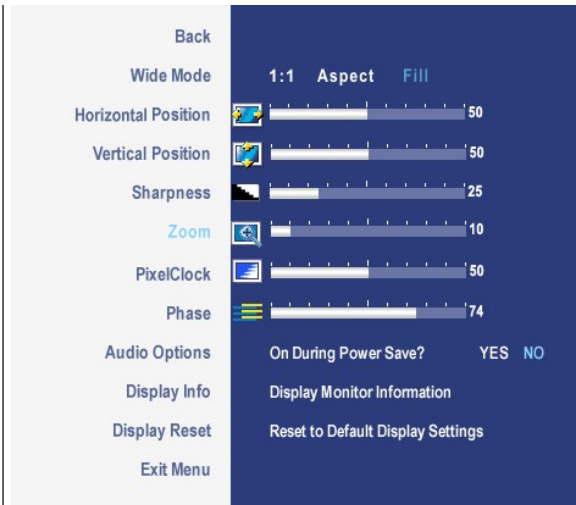 Back
Wide Mode 1:1 Aspect Fill
Horizontal Position 50
Vertical Position 50
Sharpness 25
Zoom 10
PixelClock 50
Phase 74
Audio Options On During Power Save? YES NO
Display Info Display Monitor Information
Display Reset Reset to Default Display Settings
Exit Menu